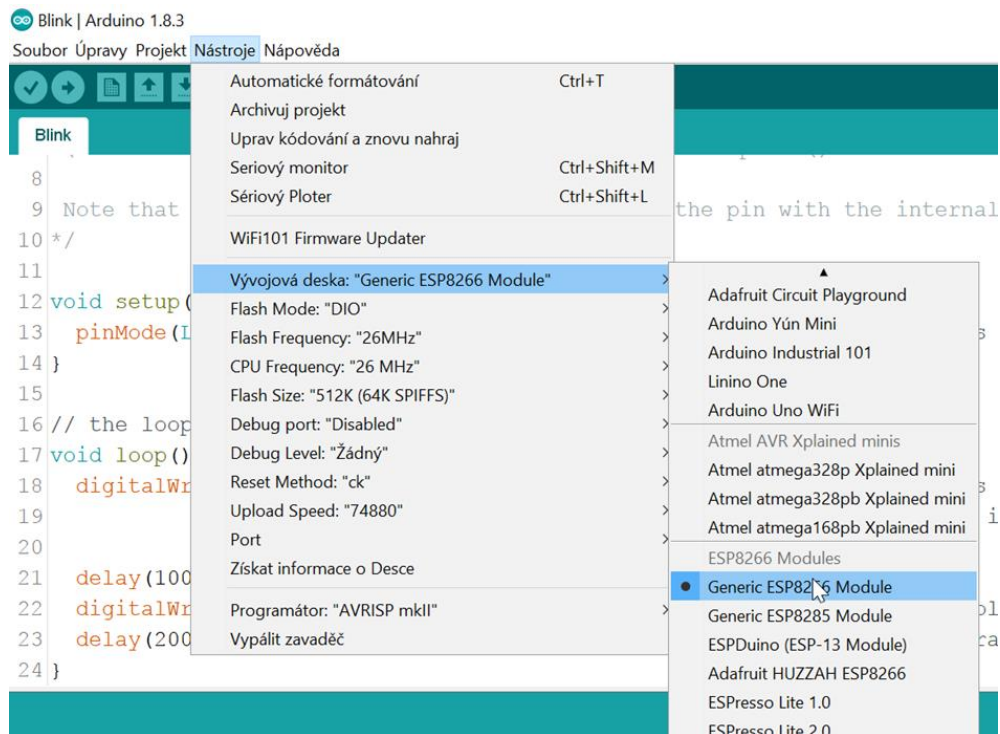 Blink | Arduino 1.8.3
Soubor Úpravy Projekt Nástroje Nápověda
Blink
Automatické formátování Ctrl+T
Archivuj projekt
Uprav kódování a znovu nahraj
Seriový monitor Ctrl+Shift+M
Sériový Ploter Ctrl+Shift+L
WiFi101 Firmware Updater
Vývojová deska: "Generic ESP8266 Module"
Flash Mode: "DIO"
Flash Frequency: "26MHz"
CPU Frequency: "26 MHz"
Flash Size: "512K (64K SPIFFS)"
Debug port: "Disabled"
Debug Level: "Žádný"
Reset Method: "ck"
Upload Speed: "74880"
Port
Získat informace o Desce
Programátor: "AVRISP mkII"
Vypálit zavaděč
Adafruit Circuit Playground
Arduino Yún Mini
Arduino Industrial 101
Linino One
Arduino Uno WiFi
Atmel AVR Xplained minis
Atmel atmega328p Xplained mini
Atmel atmega328pb Xplained mini
Atmel atmega168pb Xplained mini
ESP8266 Modules
Generic ESP8266 Module
Generic ESP8285 Module
ESPDuino (ESP-13 Module)
Adafruit HUZZAH ESP8266
ESPresso Lite 1.0
ESPresso Lite 2.0
8
9 Note that the pin with the internal
10 */
11
12 void setup(
13 pinMode(L
14 }
15
16 // the loop
17 void loop()
18 digitalWr
19
20
21 delay(100
22 digitalWr
23 delay(200
24 }